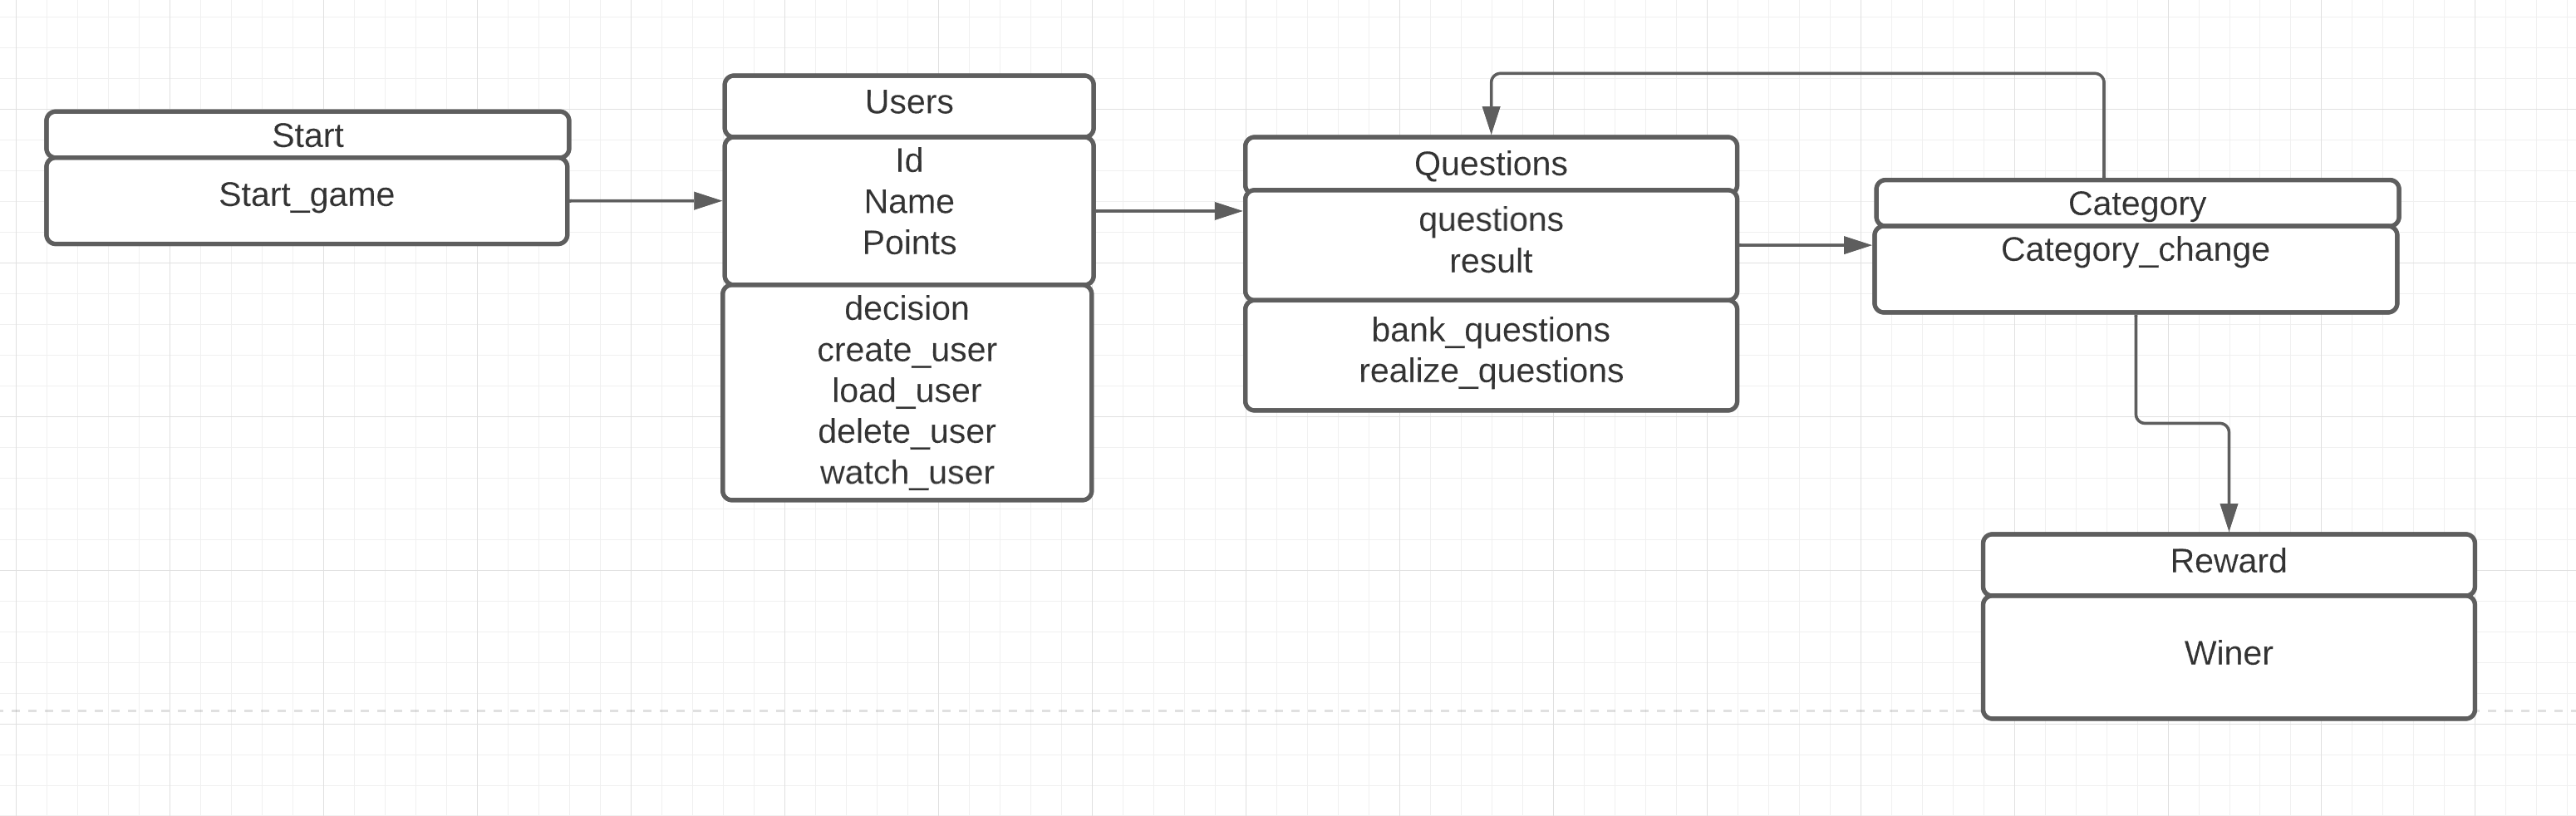 Start
Start_game
Users
Id
Name
Points
decision
create_user
load_user
delete_user
watch_user
Questions
questions
result
bank_questions
realize_questions
Category
Category_change
Reward
Winer